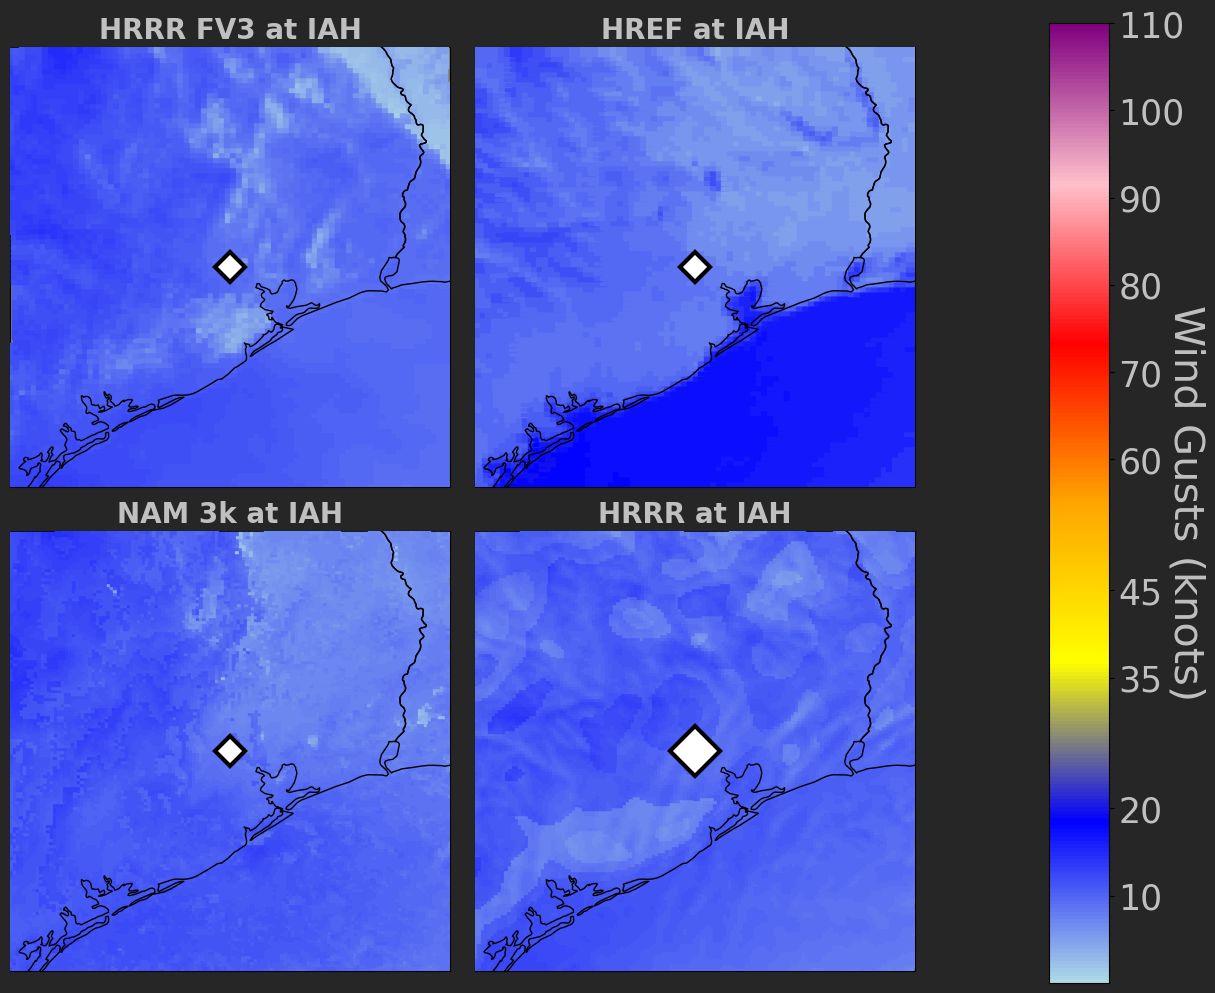 HRRR FV3 at IAH
HREF at IAH
NAM 3k at IAH
HRRR at IAH
110
100
90
80
70
60
45
35
20
10
Wind Gusts (knots)